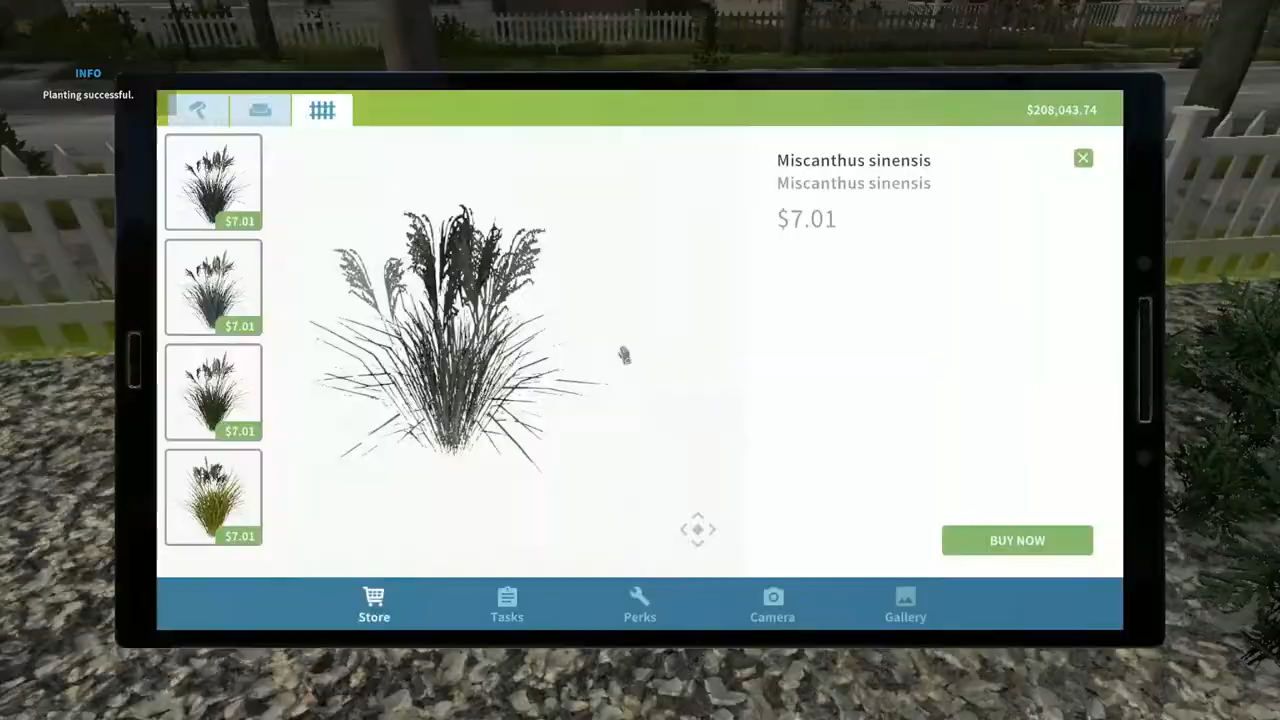 INFO
Planting successful.
$208,043.74
$7.01
$7.01
$7.01
$7.01
Miscanthus sinensis
Miscanthus sinensis
$7.01
BUY NOW
Store
Tasks
Perks
Camera
Gallery